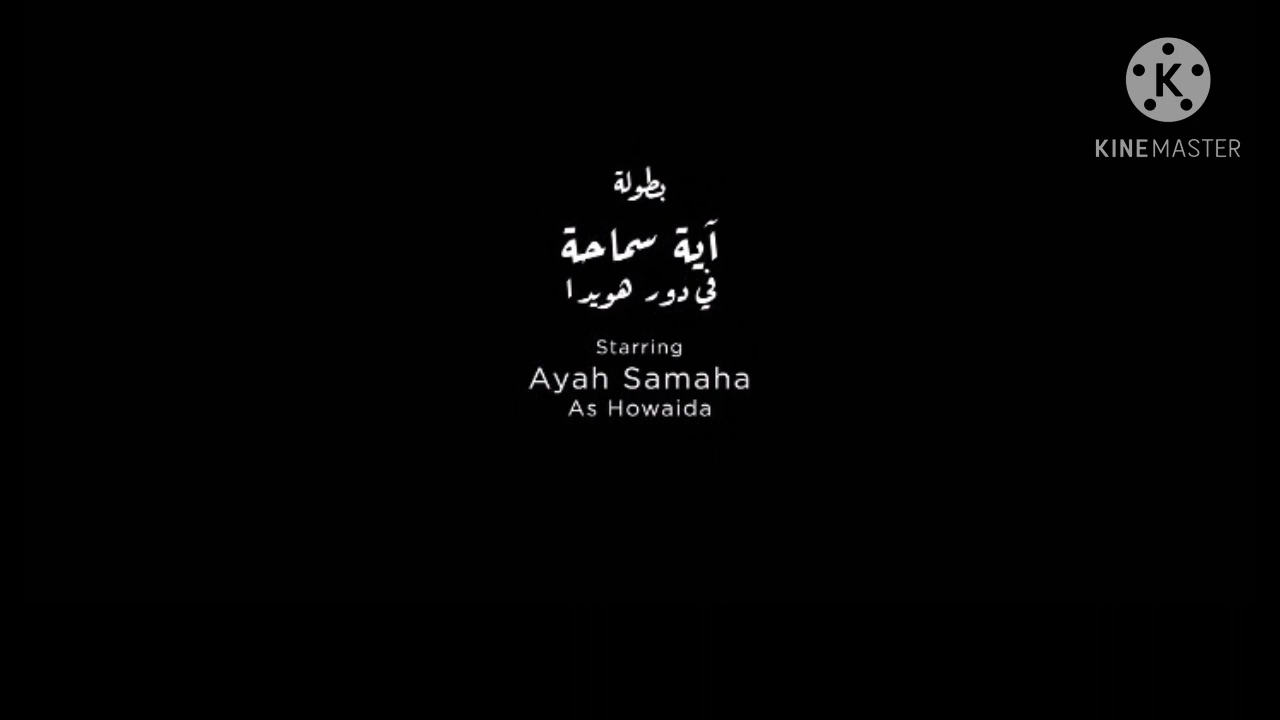 بطولة
آية سماحة
في دور هويدا
Starring
Ayah Samaha
As Howaida
K
KINEMASTER